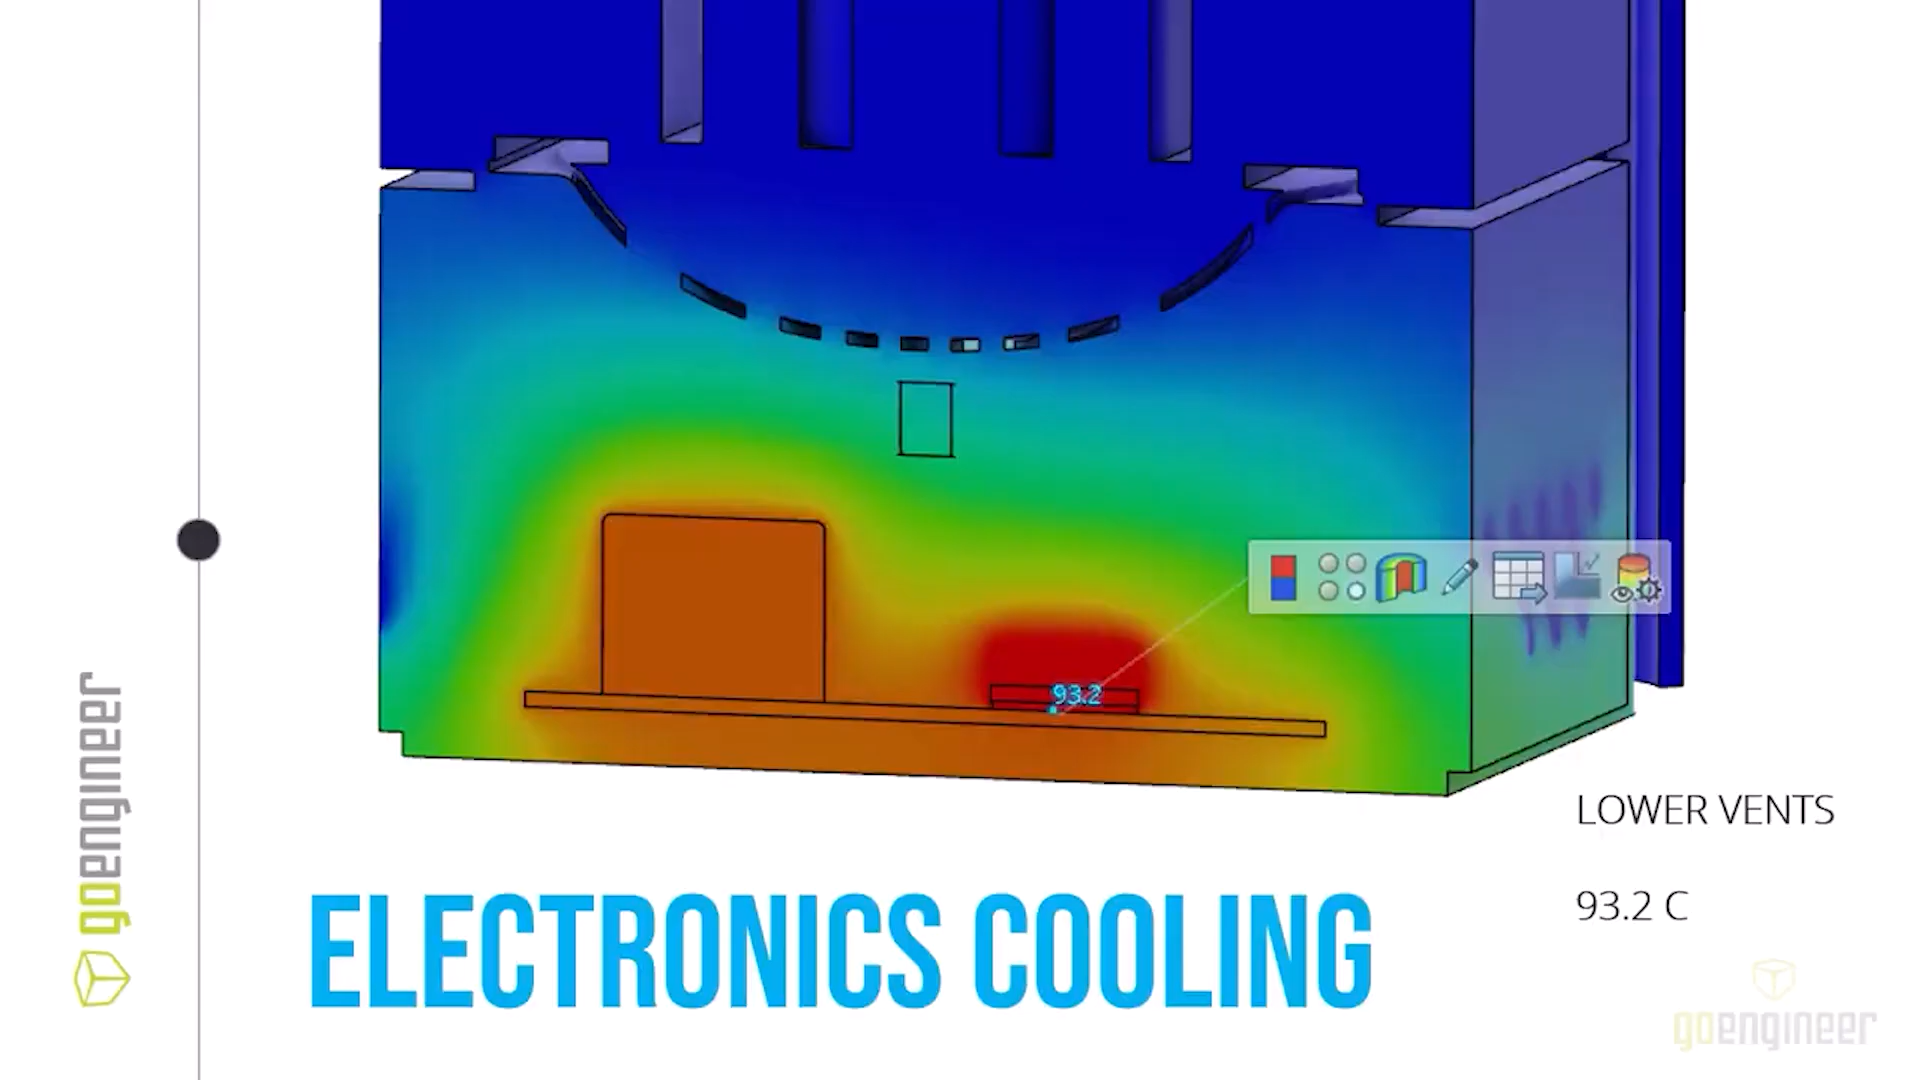 93.2
LOWER VENTS
93.2 C
ELECTRONICS COOLING
goengineer
goengineer